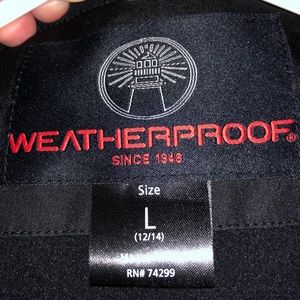 WEATHERPROOF®
SINCE 1948
Size
L
(12/14)
RN# 74299